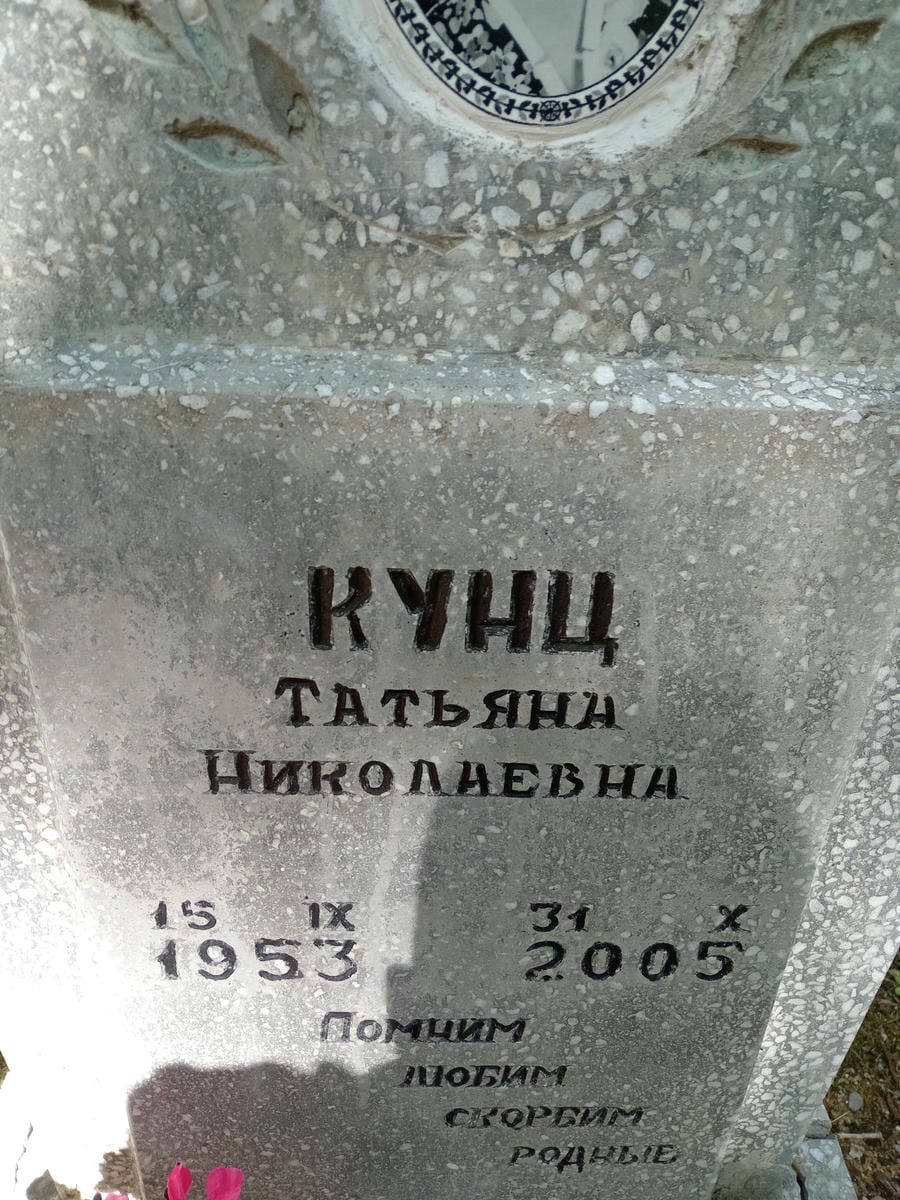 КУНЦ
ТАТЬЯНА
НИКОЛАЕВНА
15 IX 31 X
1953 2005
ПОМНИМ
ЛЮБИМ
СКОРБИМ
РОДНЫЕ